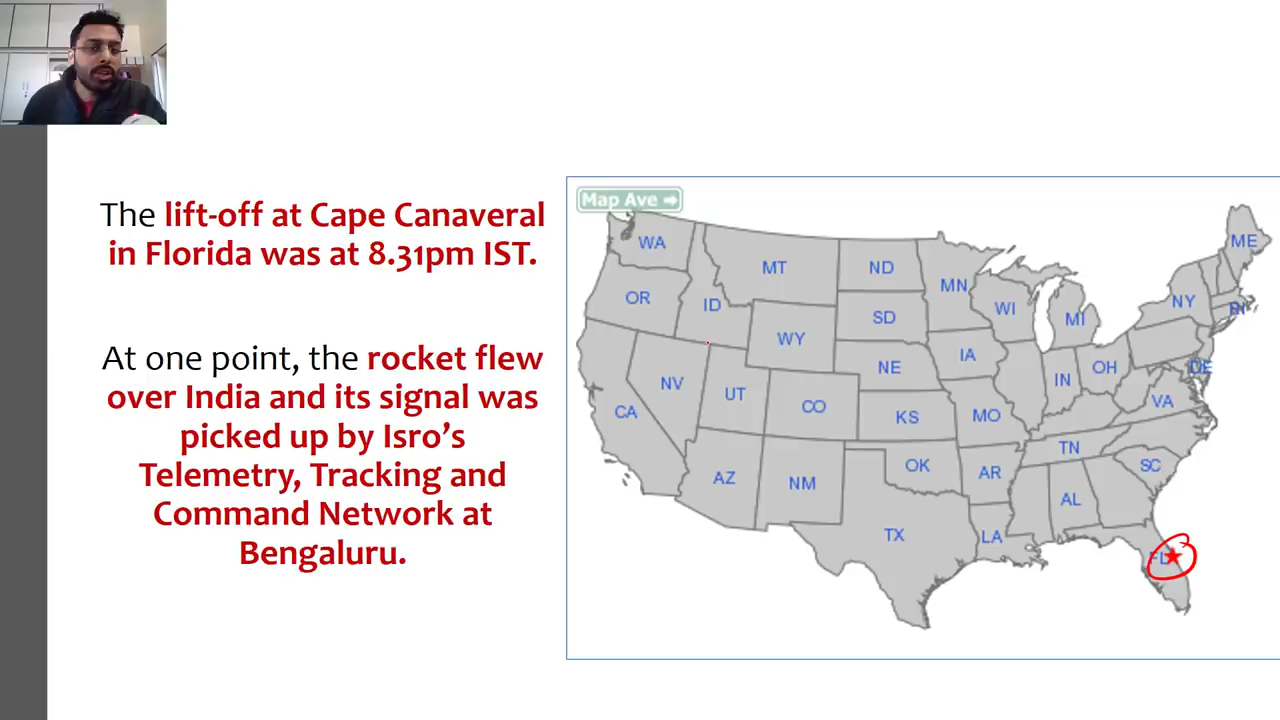 The lift-off at Cape Canaveral
in Florida was at 8.31pm IST.
At one point, the rocket flew
over India and its signal was
picked up by Isro's
Telemetry, Tracking and
Command Network at
Bengaluru.
Map Ave
WA
MT
ND
MN
ME
OR
ID
SD
WI
MI
NY
RI
WY
IA
NE
NV
UT
CO
IN
OH
DE
CA
KS
MO
VA
AZ
NM
OK
AR
TN
SC
AL
TX
LA
FL